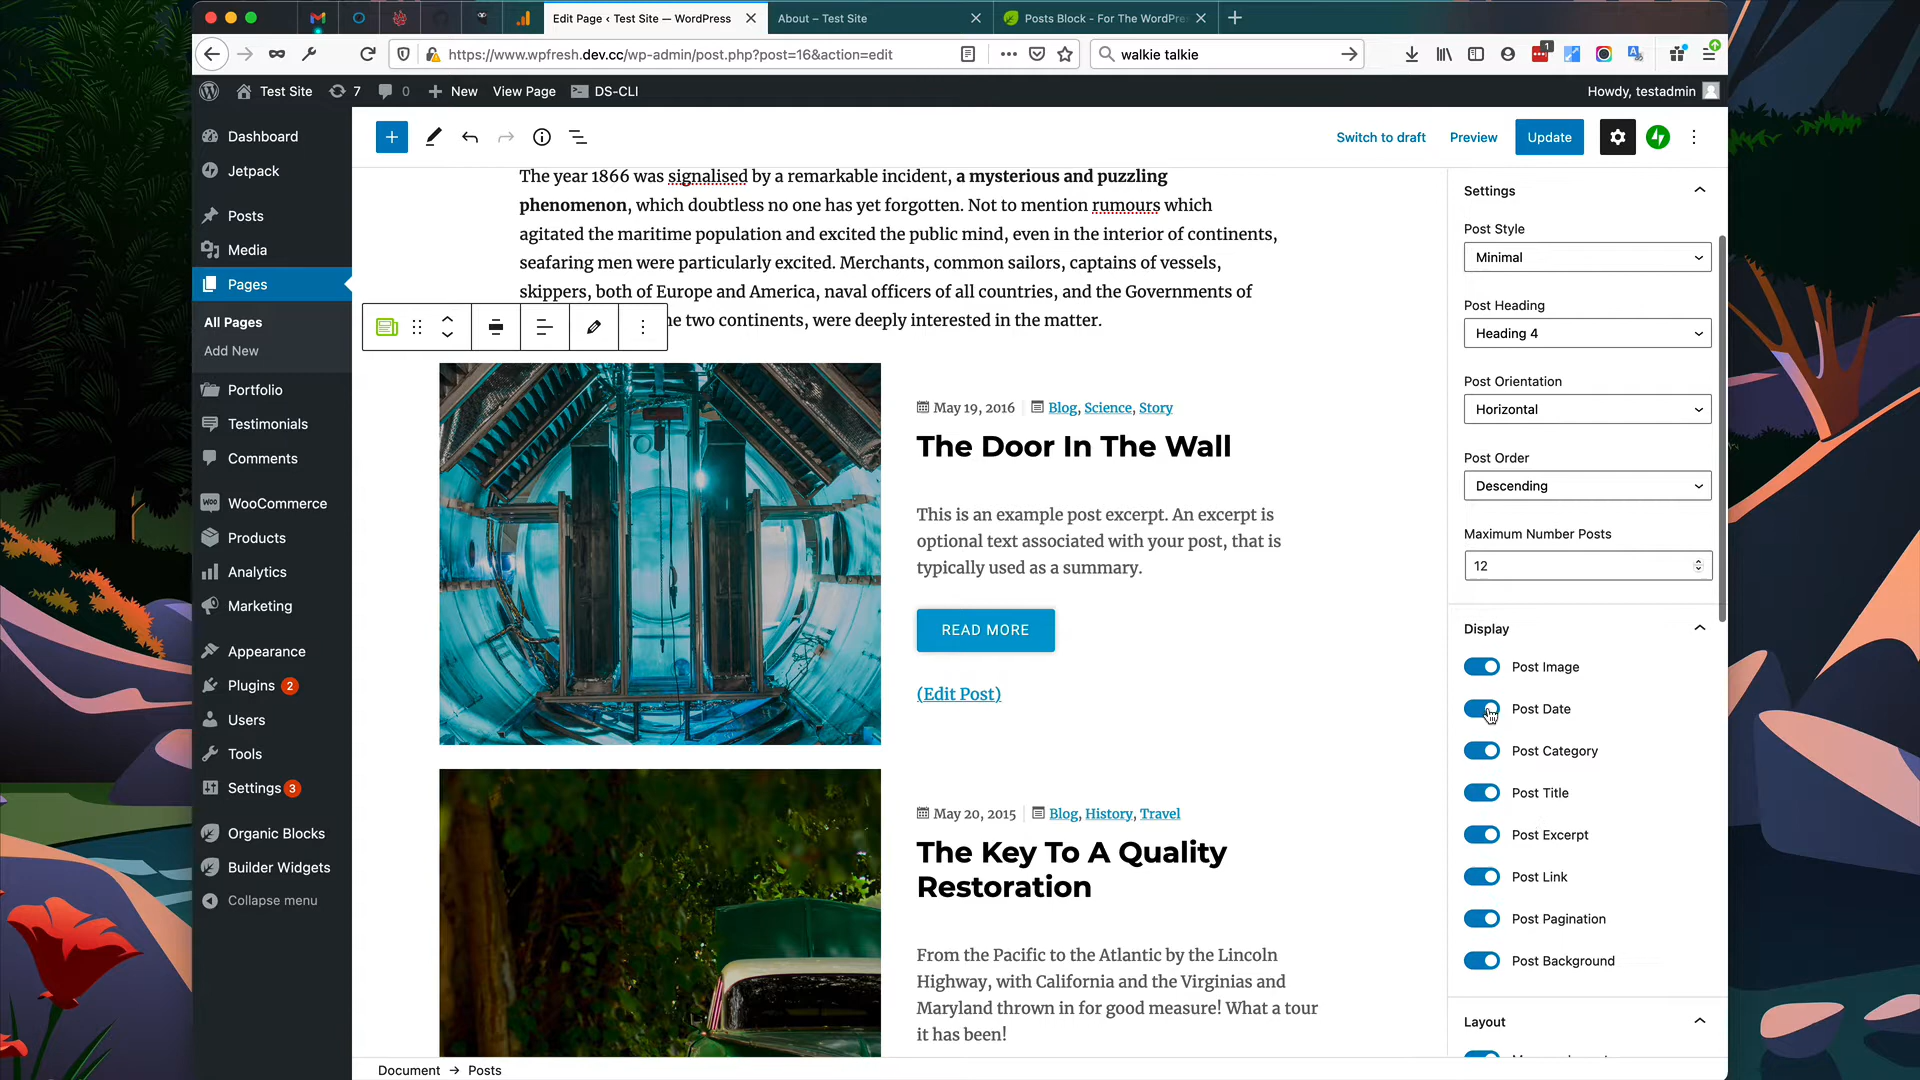 Edit Page ‹ Test Site — WordPress
About – Test Site
Posts Block - For The WordPre
https://www.wpfresh.dev.cc/wp-admin/post.php?post=16&action=edit
walkie talkie
1
Test Site
7
0
New
View Page
DS-CLI
Howdy, testadmin
Dashboard
Jetpack
Posts
Media
Pages
All Pages
Add New
Portfolio
Testimonials
Comments
WooCommerce
Products
Analytics
Marketing
Appearance
Plugins 2
Users
Tools
Settings 3
Organic Blocks
Builder Widgets
Collapse menu
Switch to draft
Preview
Update
The year 1866 was signalised by a remarkable incident, a mysterious and puzzling
phenomenon, which doubtless no one has yet forgotten. Not to mention rumours which
agitated the maritime population and excited the public mind, even in the interior of continents,
seafaring men were particularly excited. Merchants, common sailors, captains of vessels,
skippers, both of Europe and America, naval officers of all countries, and the Governments of
two continents, were deeply interested in the matter.
May 19, 2016
Blog, Science, Story
The Door In The Wall
This is an example post excerpt. An excerpt is
optional text associated with your post, that is
typically used as a summary.
READ MORE
(Edit Post)
May 20, 2015
Blog, History, Travel
The Key To A Quality
Restoration
From the Pacific to the Atlantic by the Lincoln
Highway, with California and the Virginias and
Maryland thrown in for good measure! What a tour
it has been!
Document → Posts
Settings
Post Style
Minimal
Post Heading
Heading 4
Post Orientation
Horizontal
Post Order
Descending
Maximum Number Posts
12
Display
Post Image
Post Date
Post Category
Post Title
Post Excerpt
Post Link
Post Pagination
Post Background
Layout